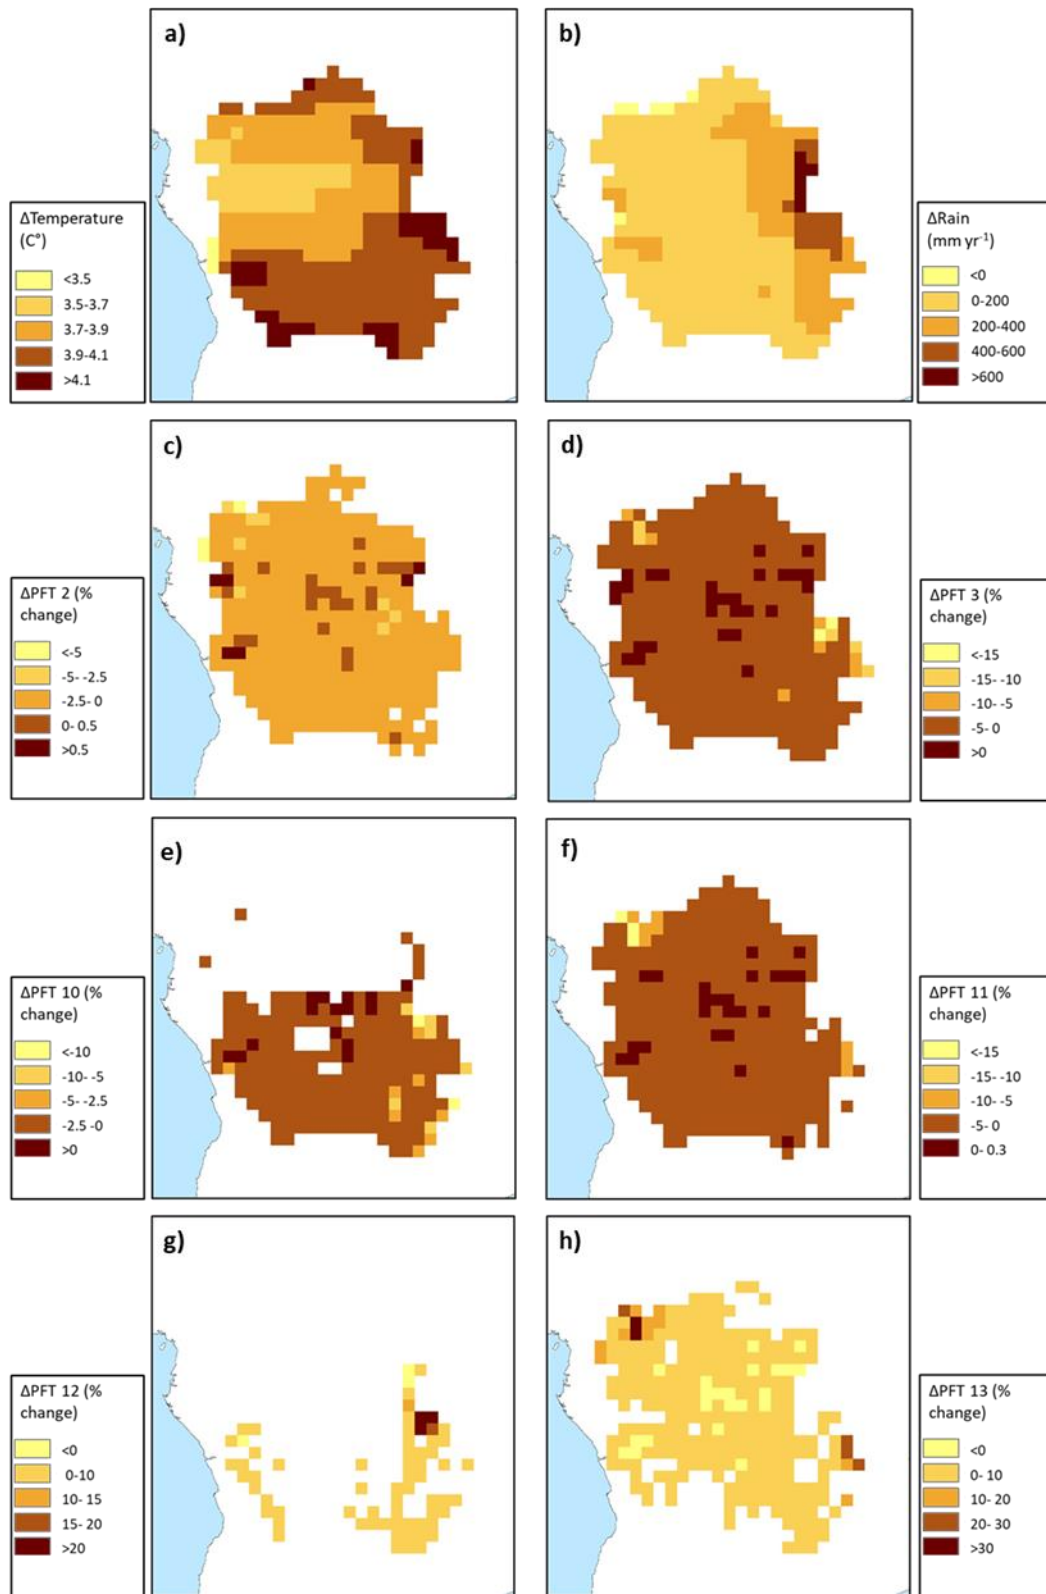 a)
b)
ΔTemperature
(C°)
<3.5
3.5-3.7
3.7-3.9
3.9-4.1
>4.1
ΔRain
(mm yr⁻¹)
<0
0-200
200-400
400-600
>600
c)
d)
ΔPFT 2 (%
change)
<-5
-5- -2.5
-2.5- 0
0- 0.5
>0.5
ΔPFT 3 (%
change)
<-15
-15- -10
-10- -5
-5- 0
>0
e)
f)
ΔPFT 10 (%
change)
<-10
-10- -5
-5- -2.5
-2.5 -0
>0
ΔPFT 11 (%
change)
<-15
-15- -10
-10- -5
-5- 0
0- 0.3
g)
h)
ΔPFT 12 (%
change)
<0
0-10
10- 15
15- 20
>20
ΔPFT 13 (%
change)
<0
0- 10
10- 20
20- 30
>30